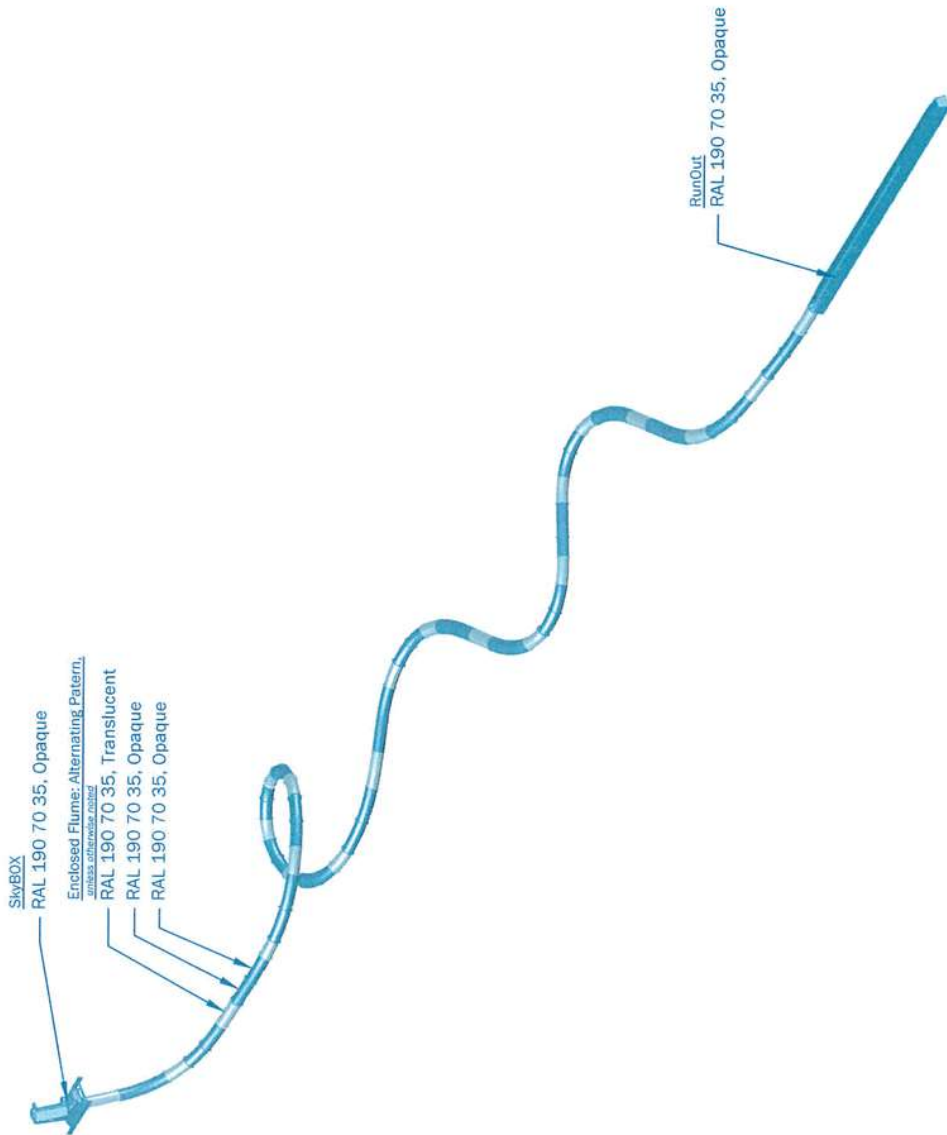 SkyBOX
RAL 190 70 35, Opaque
Enclosed Flume: Alternating Patern,
unless otherwise noted
RAL 190 70 35, Translucent
RAL 190 70 35, Opaque
RAL 190 70 35, Opaque
RunOut
RAL 190 70 35, Opaque